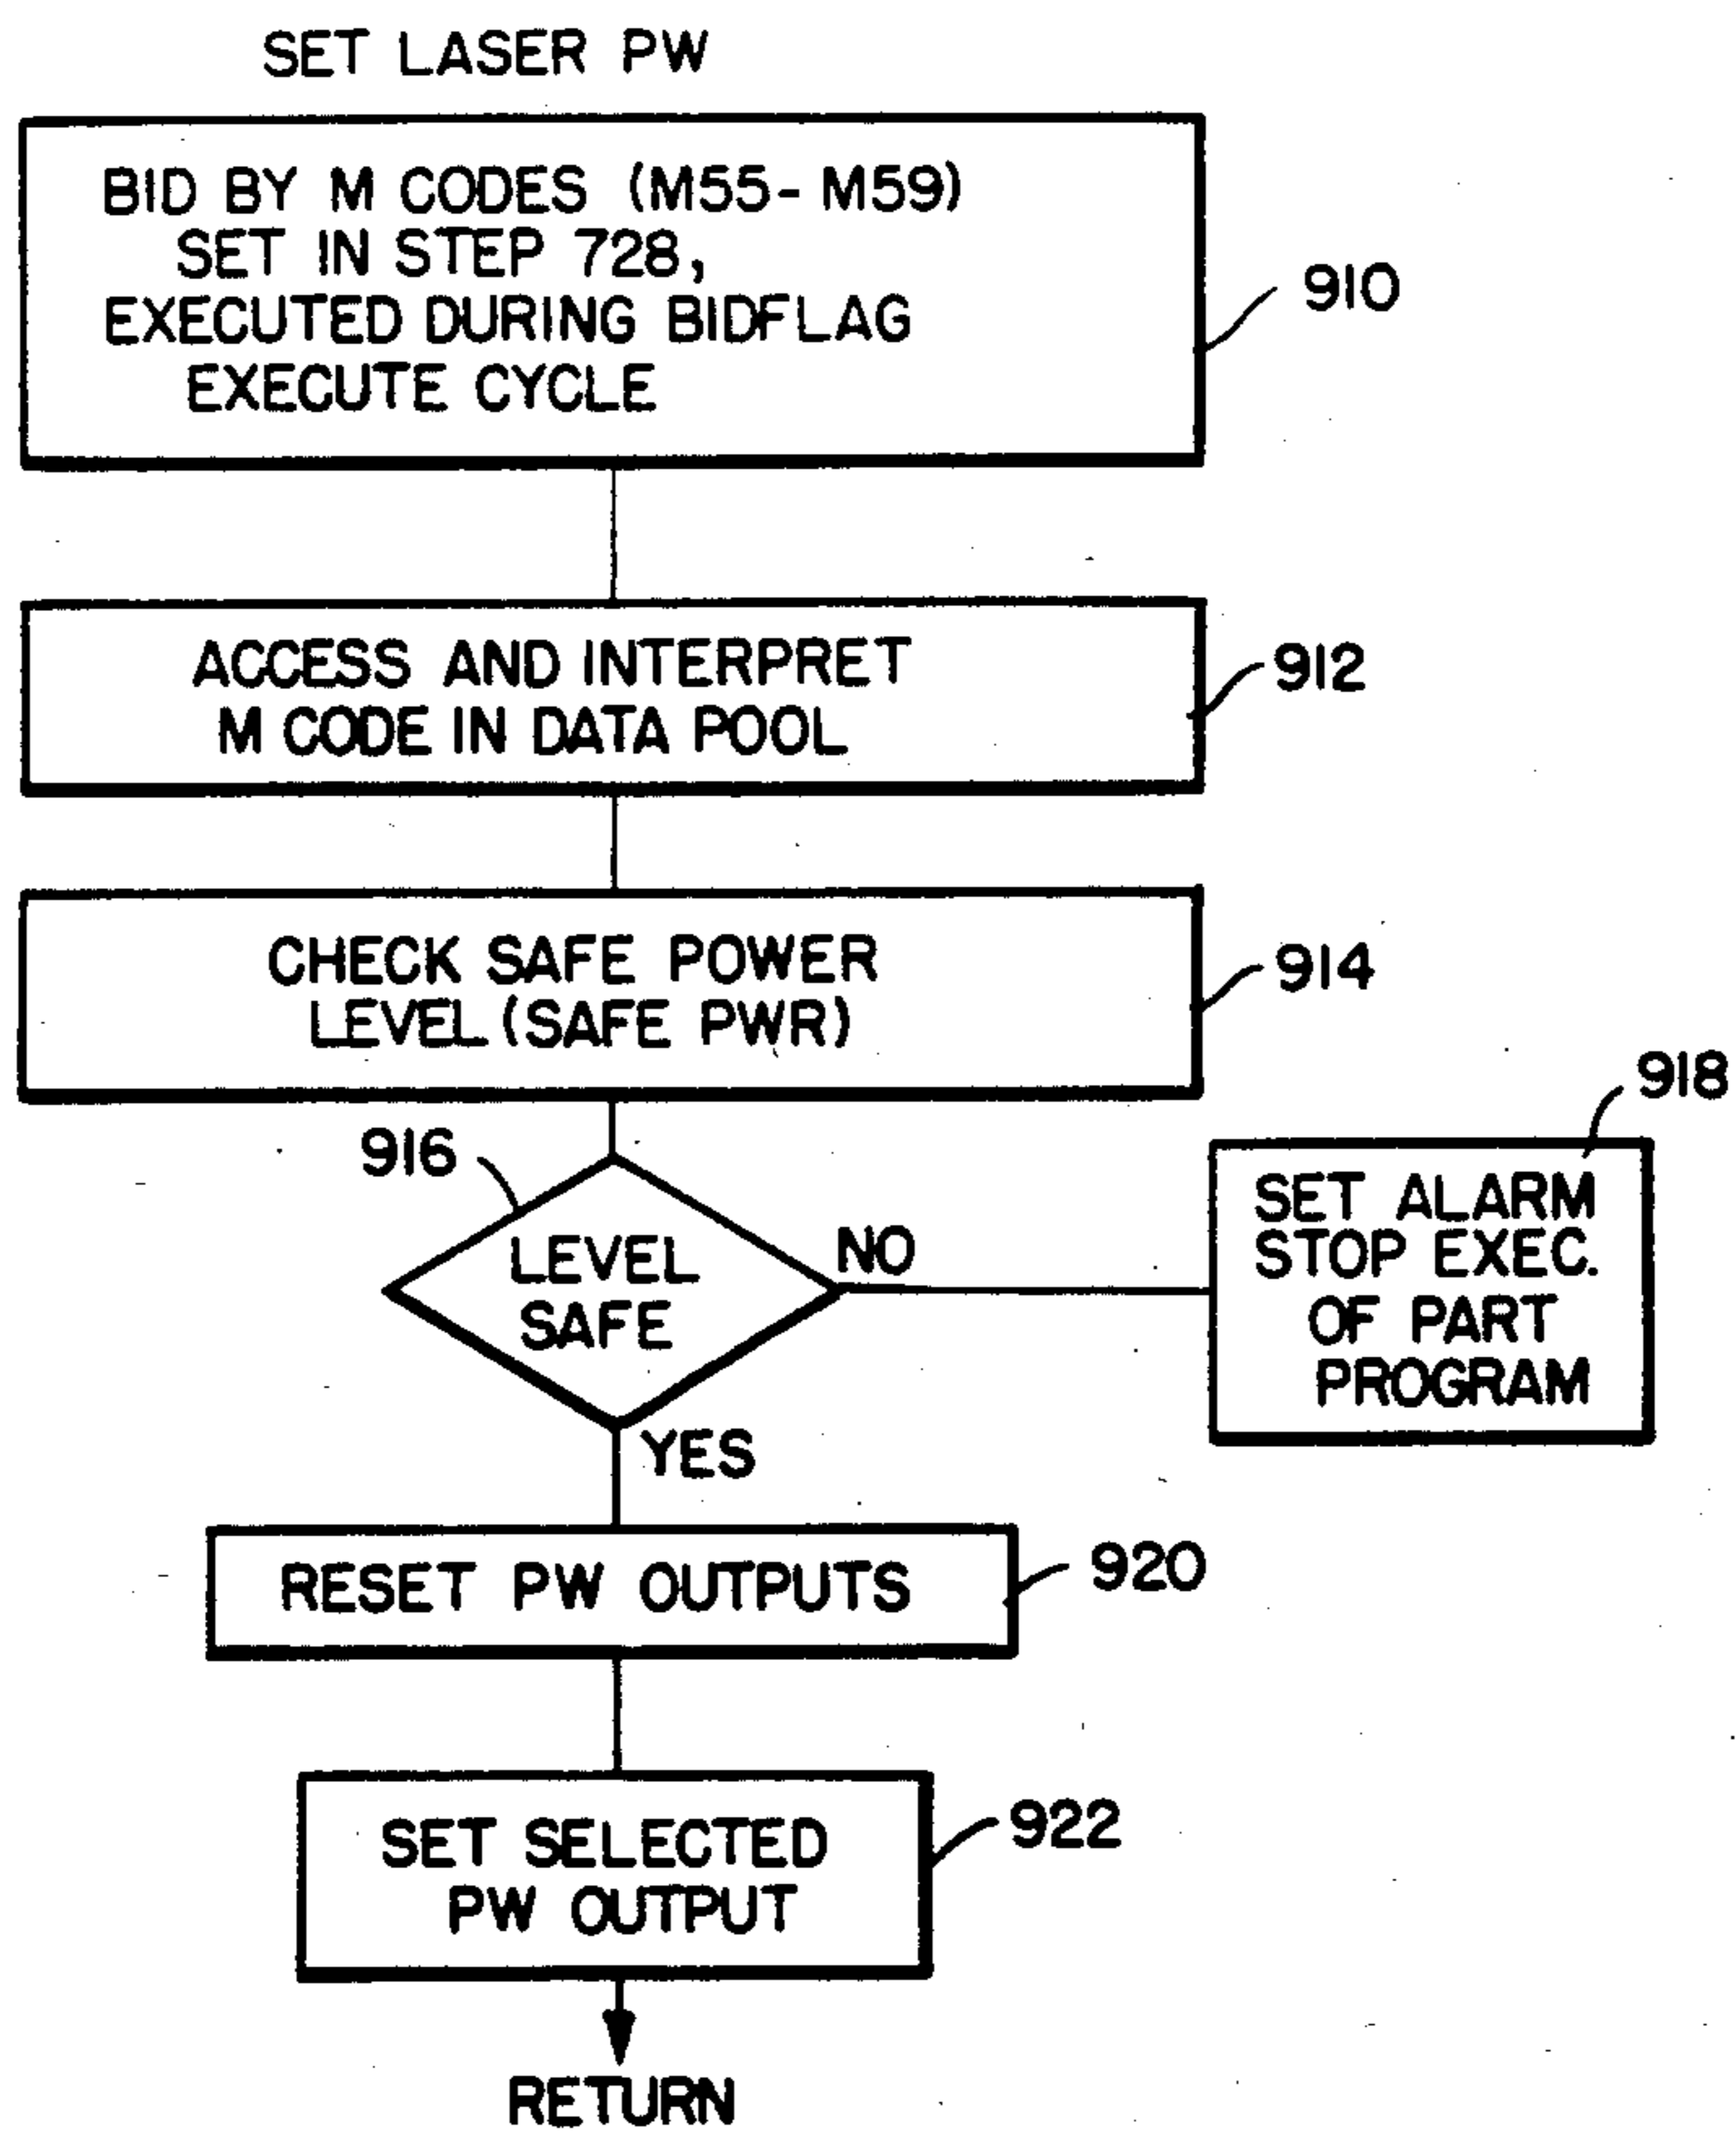 SET LASER PW
BID BY M CODES (M55- M59)
SET IN STEP 728,
EXECUTED DURING BIDFLAG
EXECUTE CYCLE
910
ACCESS AND INTERPRET
M CODE IN DATA POOL
912
CHECK SAFE POWER
LEVEL (SAFE PWR)
914
916
LEVEL
SAFE
NO
918
SET ALARM
STOP EXEC.
OF PART
PROGRAM
YES
RESET PW OUTPUTS
920
SET SELECTED
PW OUTPUT
922
RETURN